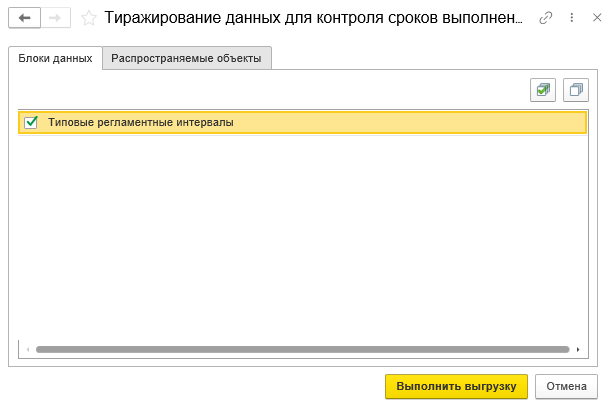 Тиражирование данных для контроля сроков выполнен...
Блоки данных
Распространяемые объекты
Типовые регламентные интервалы
Выполнить выгрузку
Отмена